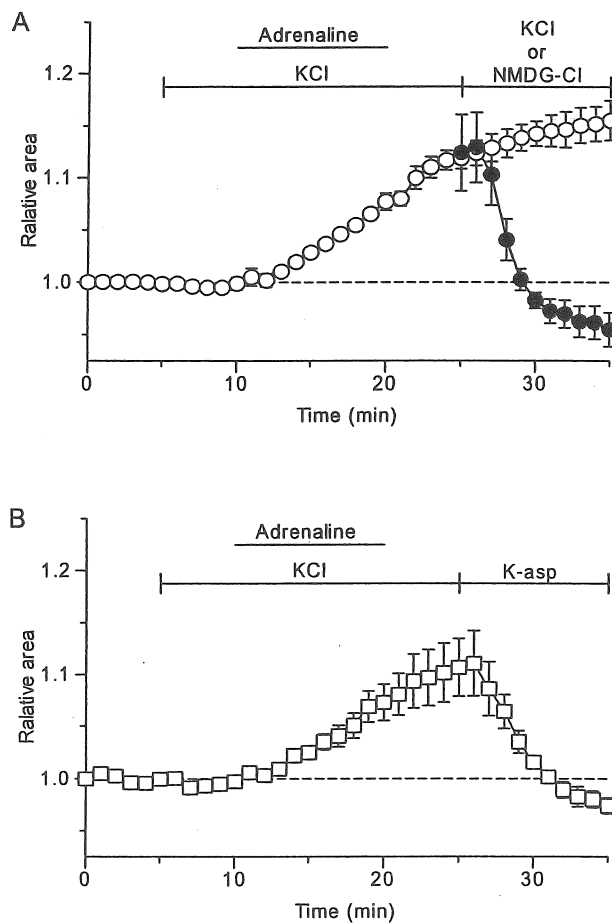 A
Adrenaline
KCl
KCl
or
NMDG-Cl
1.2
1.1
1.0
Ralative area
0
10
20
30
Time (min)
B
Adrenaline
KCl
K-asp
1.2
1.1
1.0
Ralative area
0
10
20
30
Time (min)